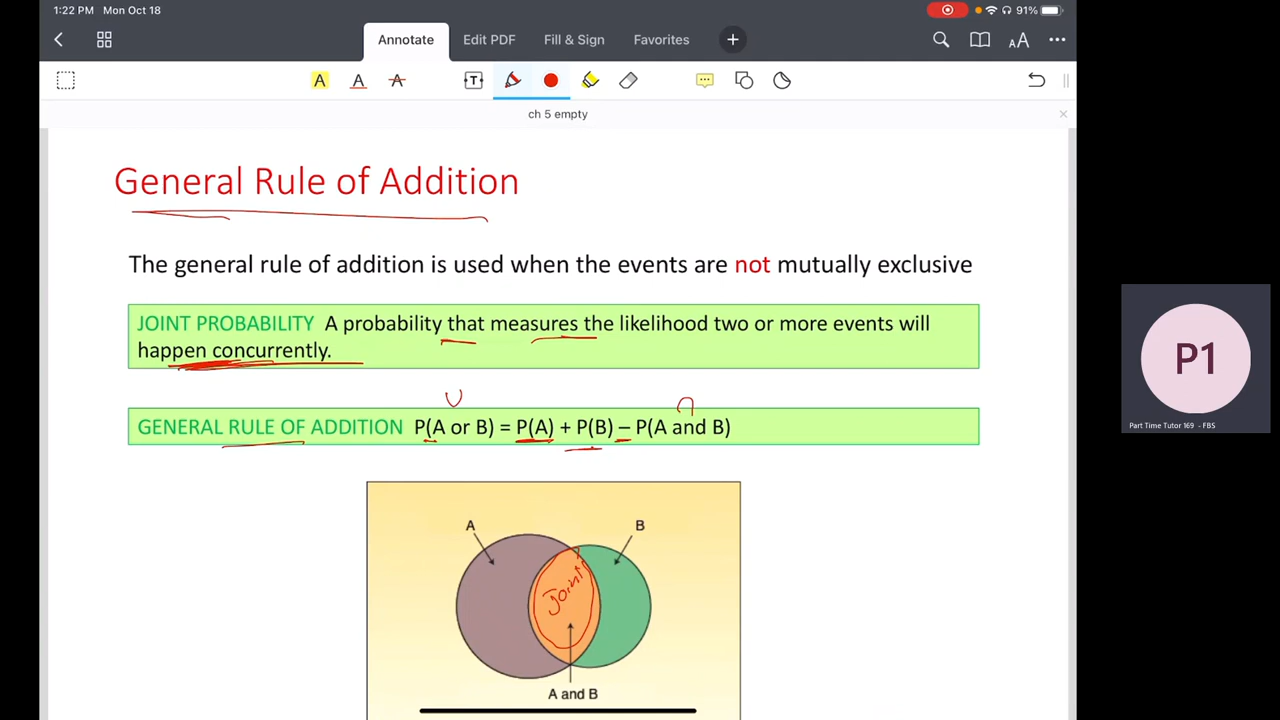 1:22 PM Mon Oct 18
91%
Annotate Edit PDF Fill & Sign Favorites
AA
A A A T
ch 5 empty
General Rule of Addition
The general rule of addition is used when the events are not mutually exclusive
JOINT PROBABILITY A probability that measures the likelihood two or more events will
happen concurrently.
∪ ∩
GENERAL RULE OF ADDITION P(A or B) = P(A) + P(B) – P(A and B)
A B
Joint
A and B
P1
Part Time Tutor 169 - FBS